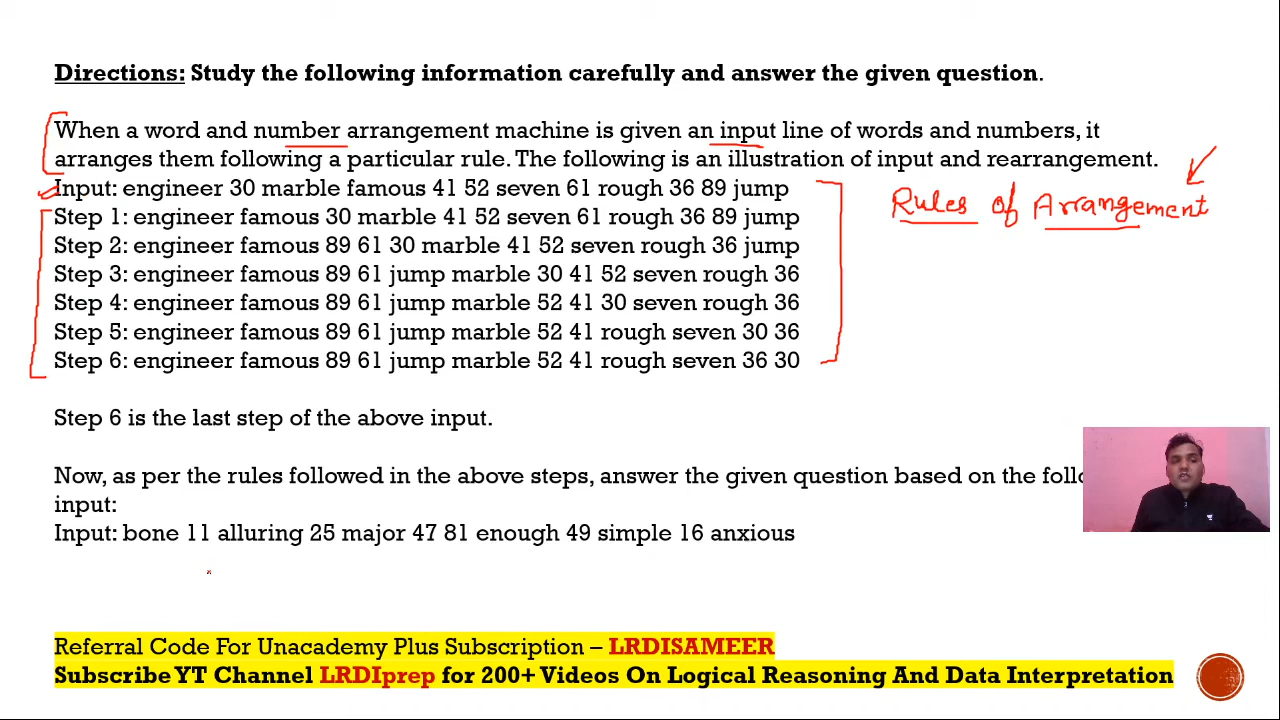 Directions: Study the following information carefully and answer the given question.
When a word and number arrangement machine is given an input line of words and numbers, it
arranges them following a particular rule. The following is an illustration of input and rearrangement.
Input: engineer 30 marble famous 41 52 seven 61 rough 36 89 jump
Rules of Arrangement
Step 1: engineer famous 30 marble 41 52 seven 61 rough 36 89 jump
Step 2: engineer famous 89 61 30 marble 41 52 seven rough 36 jump
Step 3: engineer famous 89 61 jump marble 30 41 52 seven rough 36
Step 4: engineer famous 89 61 jump marble 52 41 30 seven rough 36
Step 5: engineer famous 89 61 jump marble 52 41 rough seven 30 36
Step 6: engineer famous 89 61 jump marble 52 41 rough seven 36 30
Step 6 is the last step of the above input.
Now, as per the rules followed in the above steps, answer the given question based on the
input:
Input: bone 11 alluring 25 major 47 81 enough 49 simple 16 anxious
Referral Code For Unacademy Plus Subscription – LRDISAMEER
Subscribe YT Channel LRDIprep for 200+ Videos On Logical Reasoning And Data Interpretation